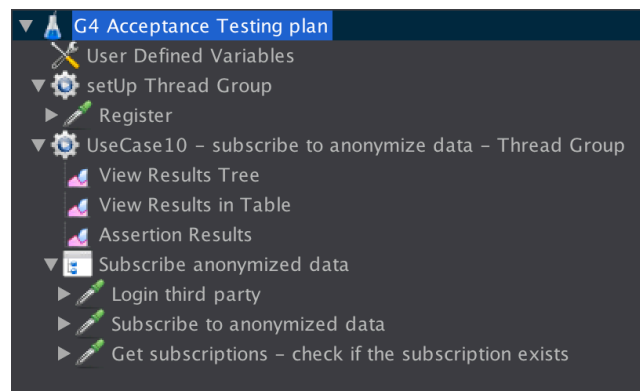 G4 Acceptance Testing plan
User Defined Variables
setUp Thread Group
Register
UseCase10 – subscribe to anonymize data – Thread Group
View Results Tree
View Results in Table
Assertion Results
Subscribe anonymized data
Login third party
Subscribe to anonymized data
Get subscriptions – check if the subscription exists